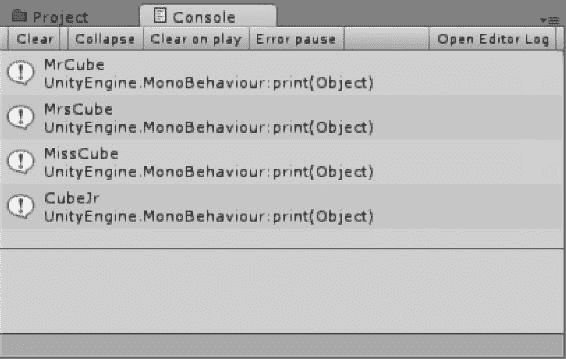 Project Console
Clear Collapse Clear on play Error pause Open Editor Log
MrCube
UnityEngine.MonoBehaviour:print(Object)
MrsCube
UnityEngine.MonoBehaviour:print(Object)
MissCube
UnityEngine.MonoBehaviour:print(Object)
CubeJr
UnityEngine.MonoBehaviour:print(Object)